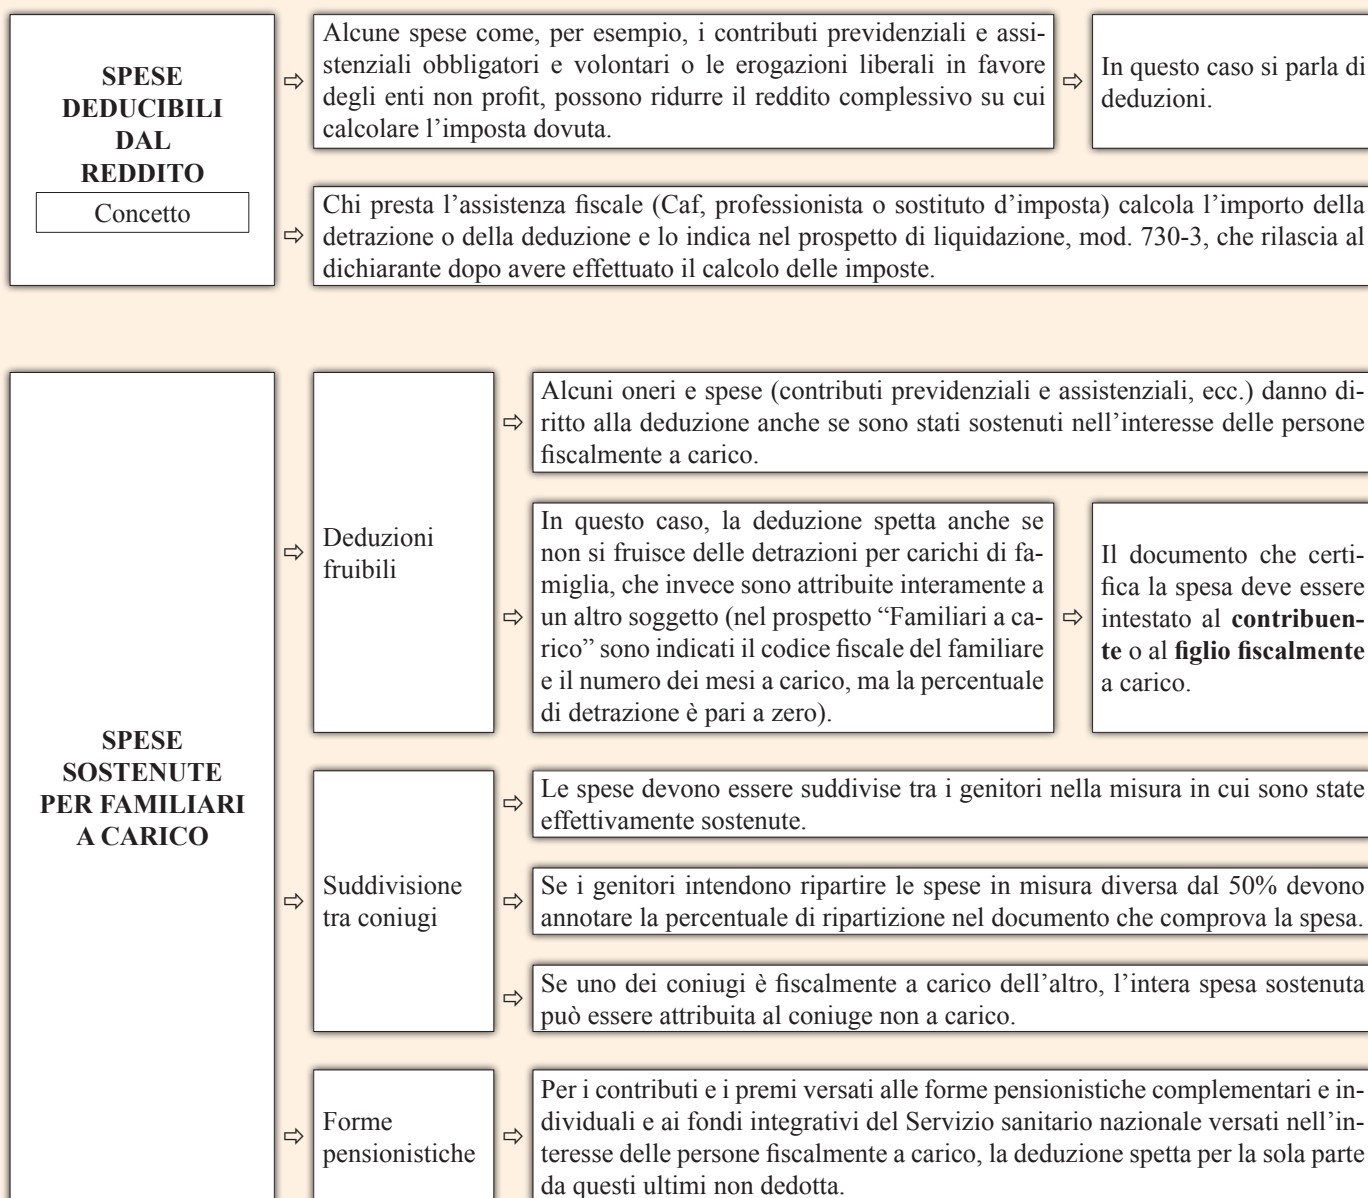 SPESE
DEDUCIBILI
DAL
REDDITO
Concetto
Alcune spese come, per esempio, i contributi previdenziali e assi-
stenziali obbligatori e volontari o le erogazioni liberali in favore
degli enti non profit, possono ridurre il reddito complessivo su cui
calcolare l’imposta dovuta.
In questo caso si parla di
deduzioni.
Chi presta l’assistenza fiscale (Caf, professionista o sostituto d’imposta) calcola l’importo della
detrazione o della deduzione e lo indica nel prospetto di liquidazione, mod. 730-3, che rilascia al
dichiarante dopo avere effettuato il calcolo delle imposte.
SPESE
SOSTENUTE
PER FAMILIARI
A CARICO
Deduzioni
fruibili
Alcuni oneri e spese (contributi previdenziali e assistenziali, ecc.) danno di-
ritto alla deduzione anche se sono stati sostenuti nell’interesse delle persone
fiscalmente a carico.
In questo caso, la deduzione spetta anche se
non si fruisce delle detrazioni per carichi di fa-
miglia, che invece sono attribuite interamente a
un altro soggetto (nel prospetto “Familiari a ca-
rico” sono indicati il codice fiscale del familiare
e il numero dei mesi a carico, ma la percentuale
di detrazione è pari a zero).
Il documento che certi-
fica la spesa deve essere
intestato al contribuen-
te o al figlio fiscalmente
a carico.
Suddivisione
tra coniugi
Le spese devono essere suddivise tra i genitori nella misura in cui sono state
effettivamente sostenute.
Se i genitori intendono ripartire le spese in misura diversa dal 50% devono
annotare la percentuale di ripartizione nel documento che comprova la spesa.
Se uno dei coniugi è fiscalmente a carico dell’altro, l’intera spesa sostenuta
può essere attribuita al coniuge non a carico.
Forme
pensionistiche
Per i contributi e i premi versati alle forme pensionistiche complementari e in-
dividuali e ai fondi integrativi del Servizio sanitario nazionale versati nell’in-
teresse delle persone fiscalmente a carico, la deduzione spetta per la sola parte
da questi ultimi non dedotta.